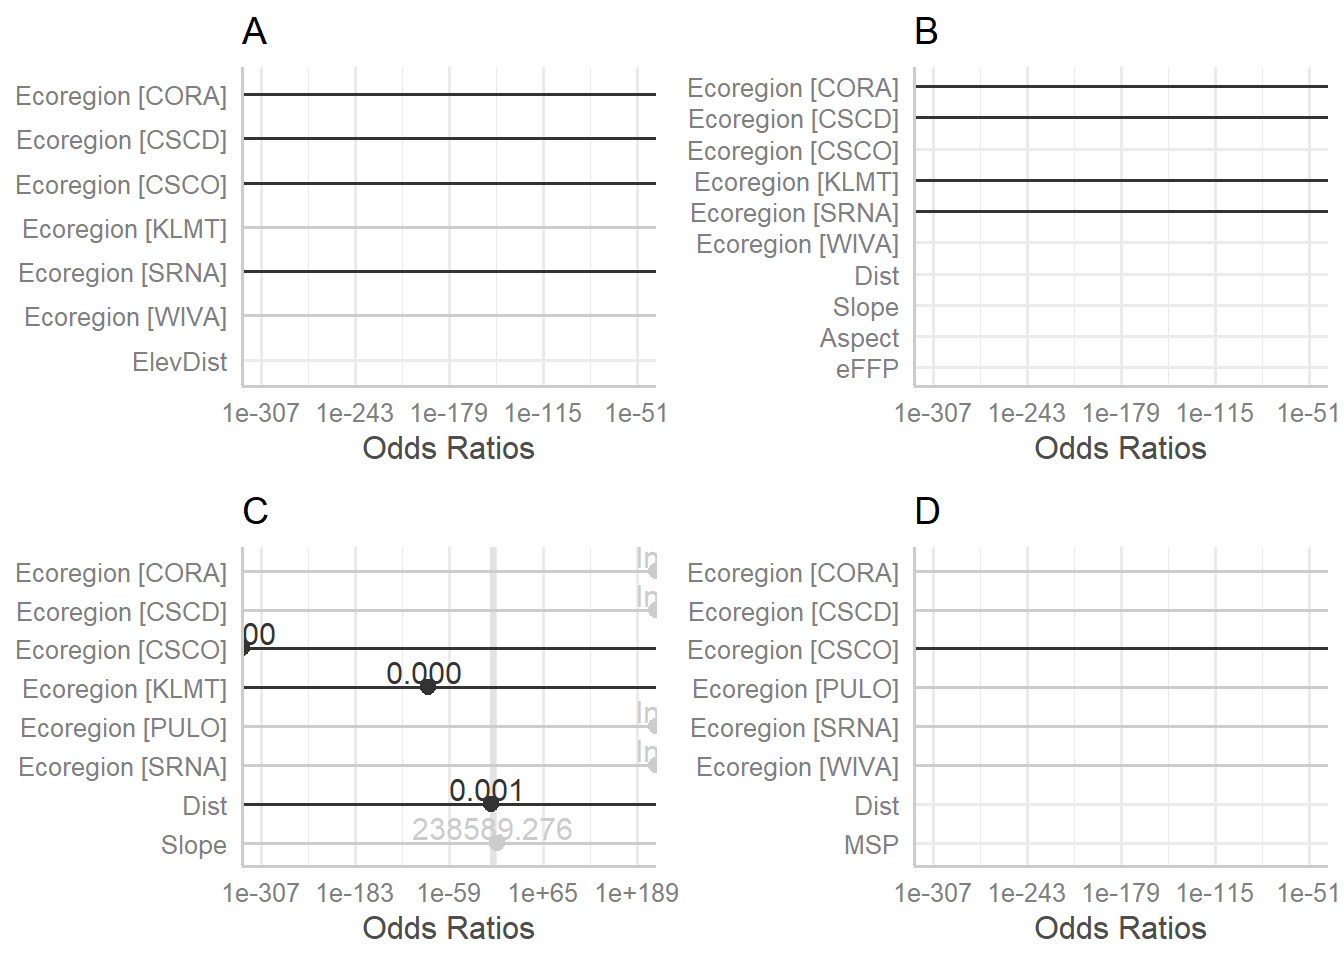 A
Ecoregion [CORA]
Ecoregion [CSCD]
Ecoregion [CSCO]
Ecoregion [KLMT]
Ecoregion [SRNA]
Ecoregion [WIVA]
ElevDist
1e-307 1e-243 1e-179 1e-115 1e-51
Odds Ratios
B
Ecoregion [CORA]
Ecoregion [CSCD]
Ecoregion [CSCO]
Ecoregion [KLMT]
Ecoregion [SRNA]
Ecoregion [WIVA]
Dist
Slope
Aspect
eFFP
1e-307 1e-243 1e-179 1e-115 1e-51
Odds Ratios
C
Ecoregion [CORA] In
Ecoregion [CSCD] In
Ecoregion [CSCO] 00
Ecoregion [KLMT] 0.000
Ecoregion [PULO] In
Ecoregion [SRNA] In
Dist 0.001
Slope 238589.276
1e-307 1e-183 1e-59 1e+65 1e+189
Odds Ratios
D
Ecoregion [CORA]
Ecoregion [CSCD]
Ecoregion [CSCO]
Ecoregion [PULO]
Ecoregion [SRNA]
Ecoregion [WIVA]
Dist
MSP
1e-307 1e-243 1e-179 1e-115 1e-51
Odds Ratios